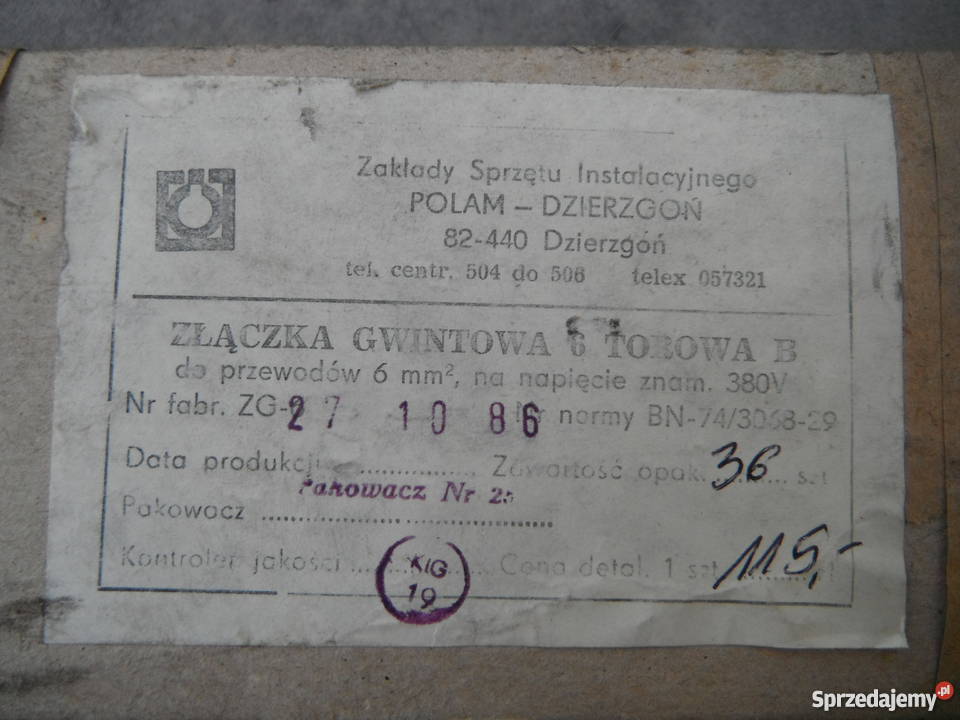 Zakłady Sprzętu Instalacyjnego
POLAM – DZIERZGOŃ
82-440 Dzierzgoń
tel. centr. 504 do 506 telex 057321
ZŁĄCZKA GWINTOWA 6 TOROWA B
do przewodów 6 mm², na napięcie znam. 380V
Nr fabr. ZG- 27 10 86 Nr normy BN-74/3068-29
Data produkcji ............... Zawartość opak. 36 szt
Pakowacz Nr
Pakowacz ...............
Kontroler jakości ............... Cena detal. 1 szt 115,- zł
KIG
19
Sprzedajemy.pl